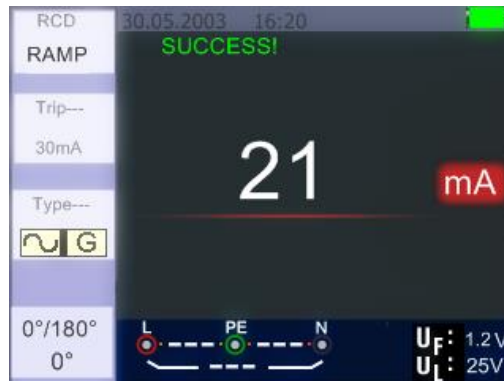 RCD
30.05.2003 16:20
RAMP
SUCCESS!
Trip---
30mA
21
mA
Type---
G
0°/180°
0°
L PE N
UF: 1.2V
UL: 25V